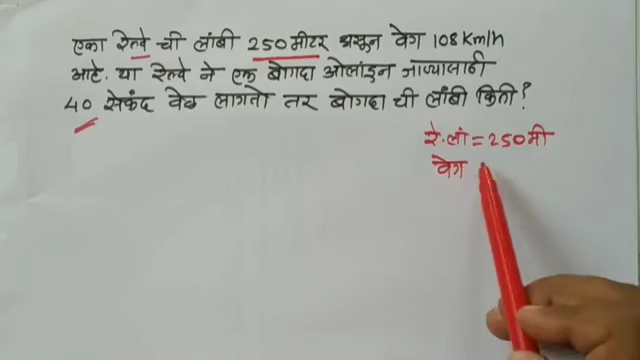 एका रेल्वे ची लांबी 250 मीटर असून वेग 108 Km/h
आहे. या रेल्वे ने एक बोगदा ओलांडून जाण्यासाठी
40 सेकंद वेळ लागतो तर बोगदा ची लांबी किती?
रे.लां = 250 मी
वेग